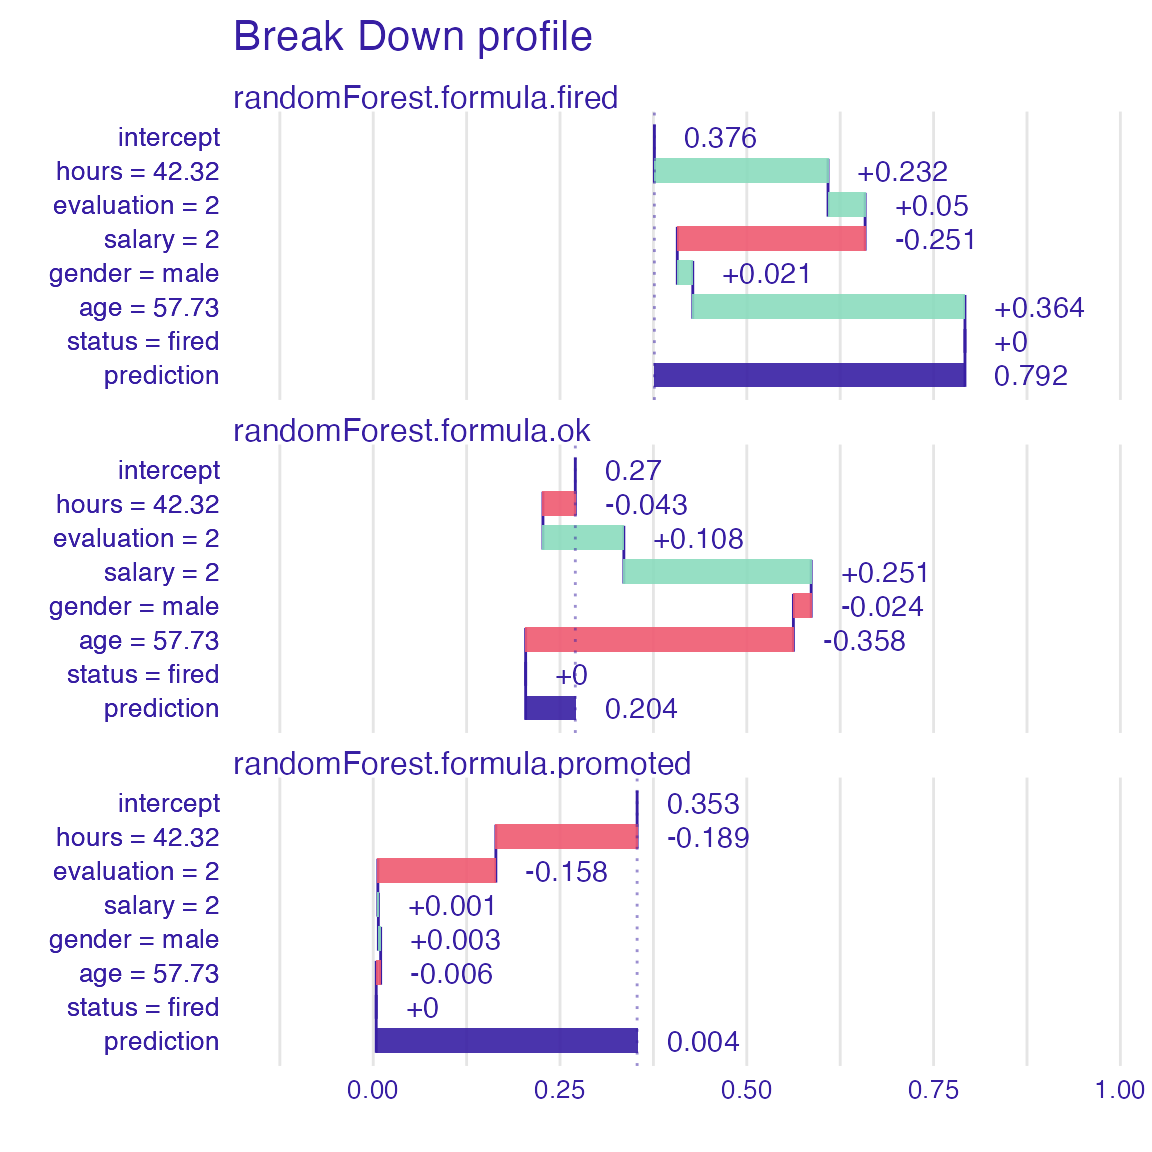 Break Down profile
randomForest.formula.fired
intercept 0.376
hours = 42.32 +0.232
evaluation = 2 +0.05
salary = 2 -0.251
gender = male +0.021
age = 57.73 +0.364
status = fired +0
prediction 0.792
randomForest.formula.ok
intercept 0.27
hours = 42.32 -0.043
evaluation = 2 +0.108
salary = 2 +0.251
gender = male -0.024
age = 57.73 -0.358
status = fired +0
prediction 0.204
randomForest.formula.promoted
intercept 0.353
hours = 42.32 -0.189
evaluation = 2 -0.158
salary = 2 +0.001
gender = male +0.003
age = 57.73 -0.006
status = fired +0
prediction 0.004
0.00 0.25 0.50 0.75 1.00